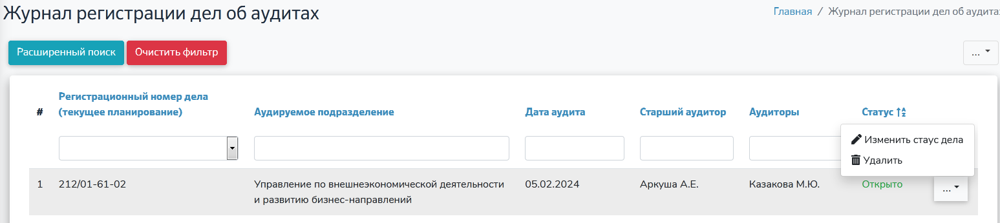 Журнал регистрации дел об аудитах
Главная / Журнал регистрации дел об аудитах
Расширенный поиск Очистить фильтр ...
# Регистрационный номер дела (текущее планирование) Аудируемое подразделение Дата аудита Старший аудитор Аудиторы Статус
Изменить стаус дела
Удалить
1 212/01-61-02 Управление по внешнеэкономической деятельности 05.02.2024 Аркуша А.Е. Казакова М.Ю. Открыто ...
и развитию бизнес-направлений